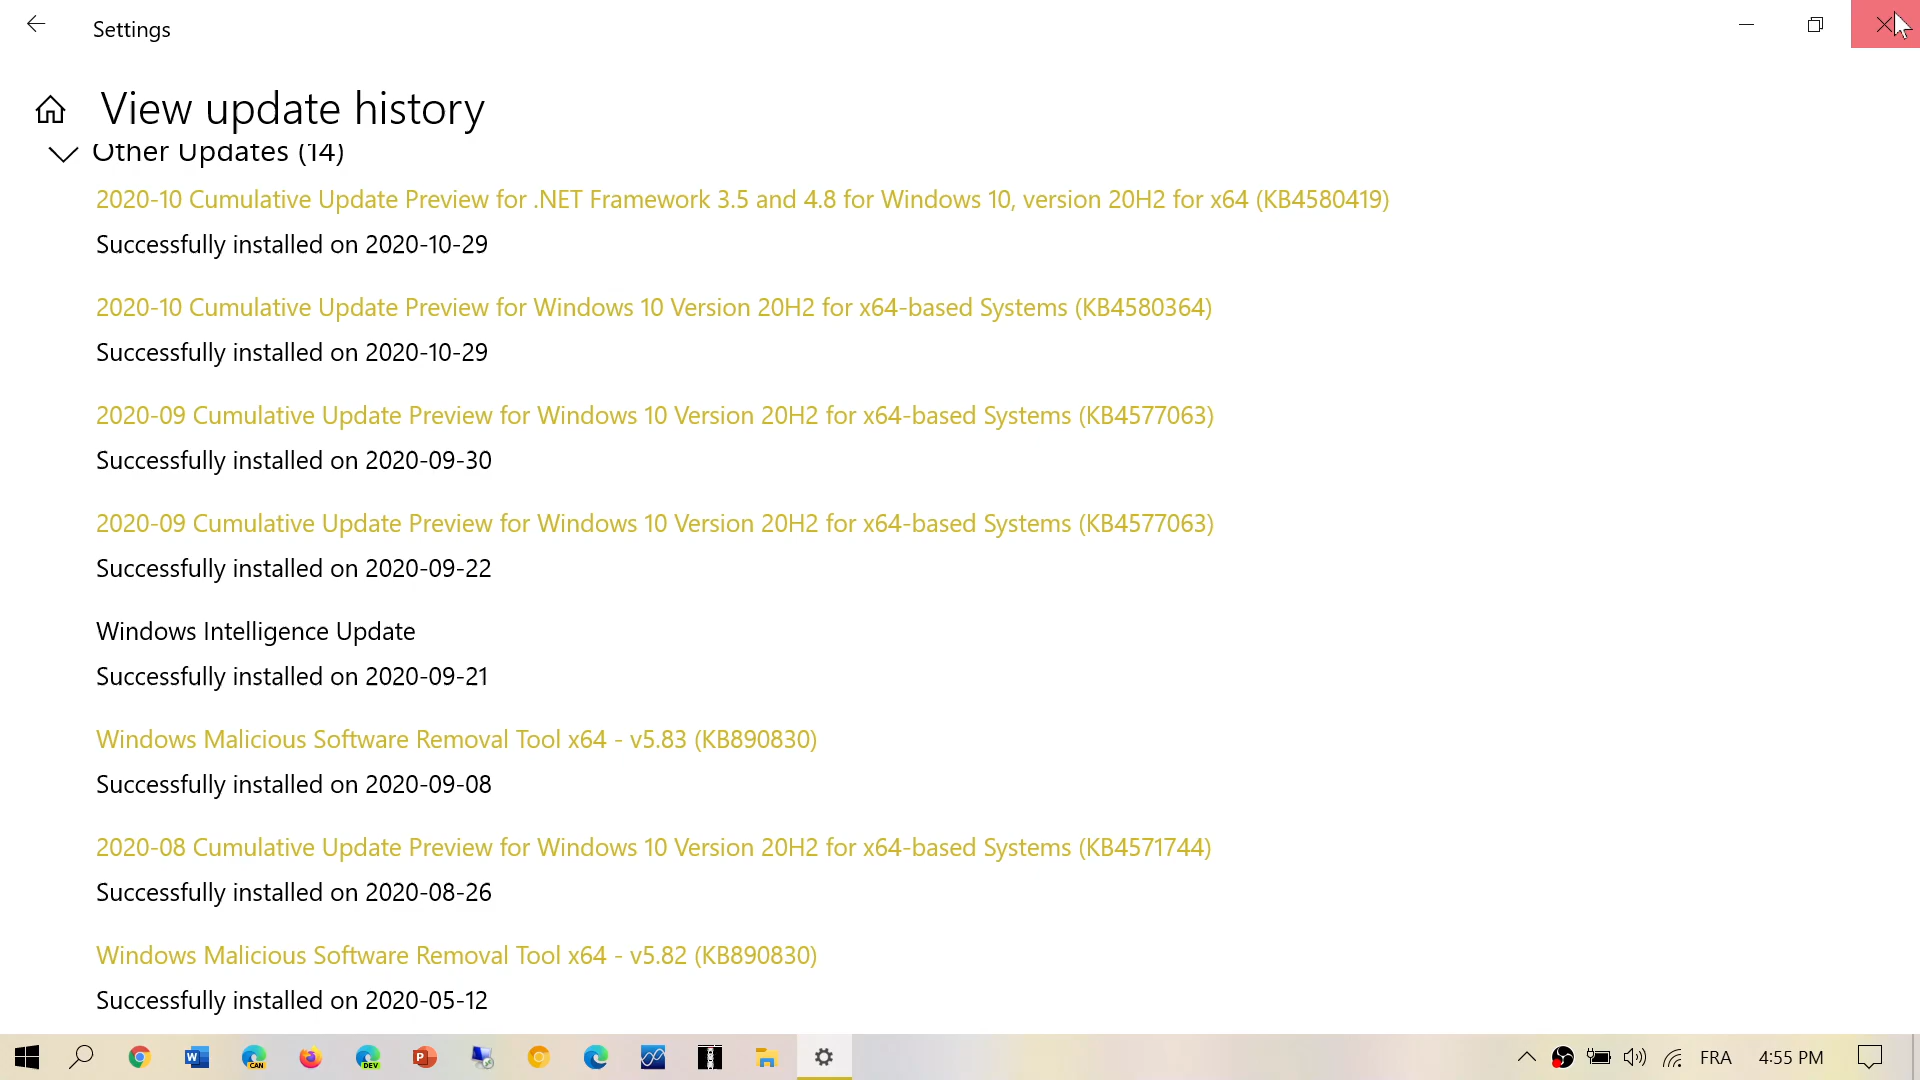 Settings
View update history
Other Updates (14)
2020-10 Cumulative Update Preview for .NET Framework 3.5 and 4.8 for Windows 10, version 20H2 for x64 (KB4580419)
Successfully installed on 2020-10-29
2020-10 Cumulative Update Preview for Windows 10 Version 20H2 for x64-based Systems (KB4580364)
Successfully installed on 2020-10-29
2020-09 Cumulative Update Preview for Windows 10 Version 20H2 for x64-based Systems (KB4577063)
Successfully installed on 2020-09-30
2020-09 Cumulative Update Preview for Windows 10 Version 20H2 for x64-based Systems (KB4577063)
Successfully installed on 2020-09-22
Windows Intelligence Update
Successfully installed on 2020-09-21
Windows Malicious Software Removal Tool x64 - v5.83 (KB890830)
Successfully installed on 2020-09-08
2020-08 Cumulative Update Preview for Windows 10 Version 20H2 for x64-based Systems (KB4571744)
Successfully installed on 2020-08-26
Windows Malicious Software Removal Tool x64 - v5.82 (KB890830)
Successfully installed on 2020-05-12
W CAN DEV P FRA 4:55 PM